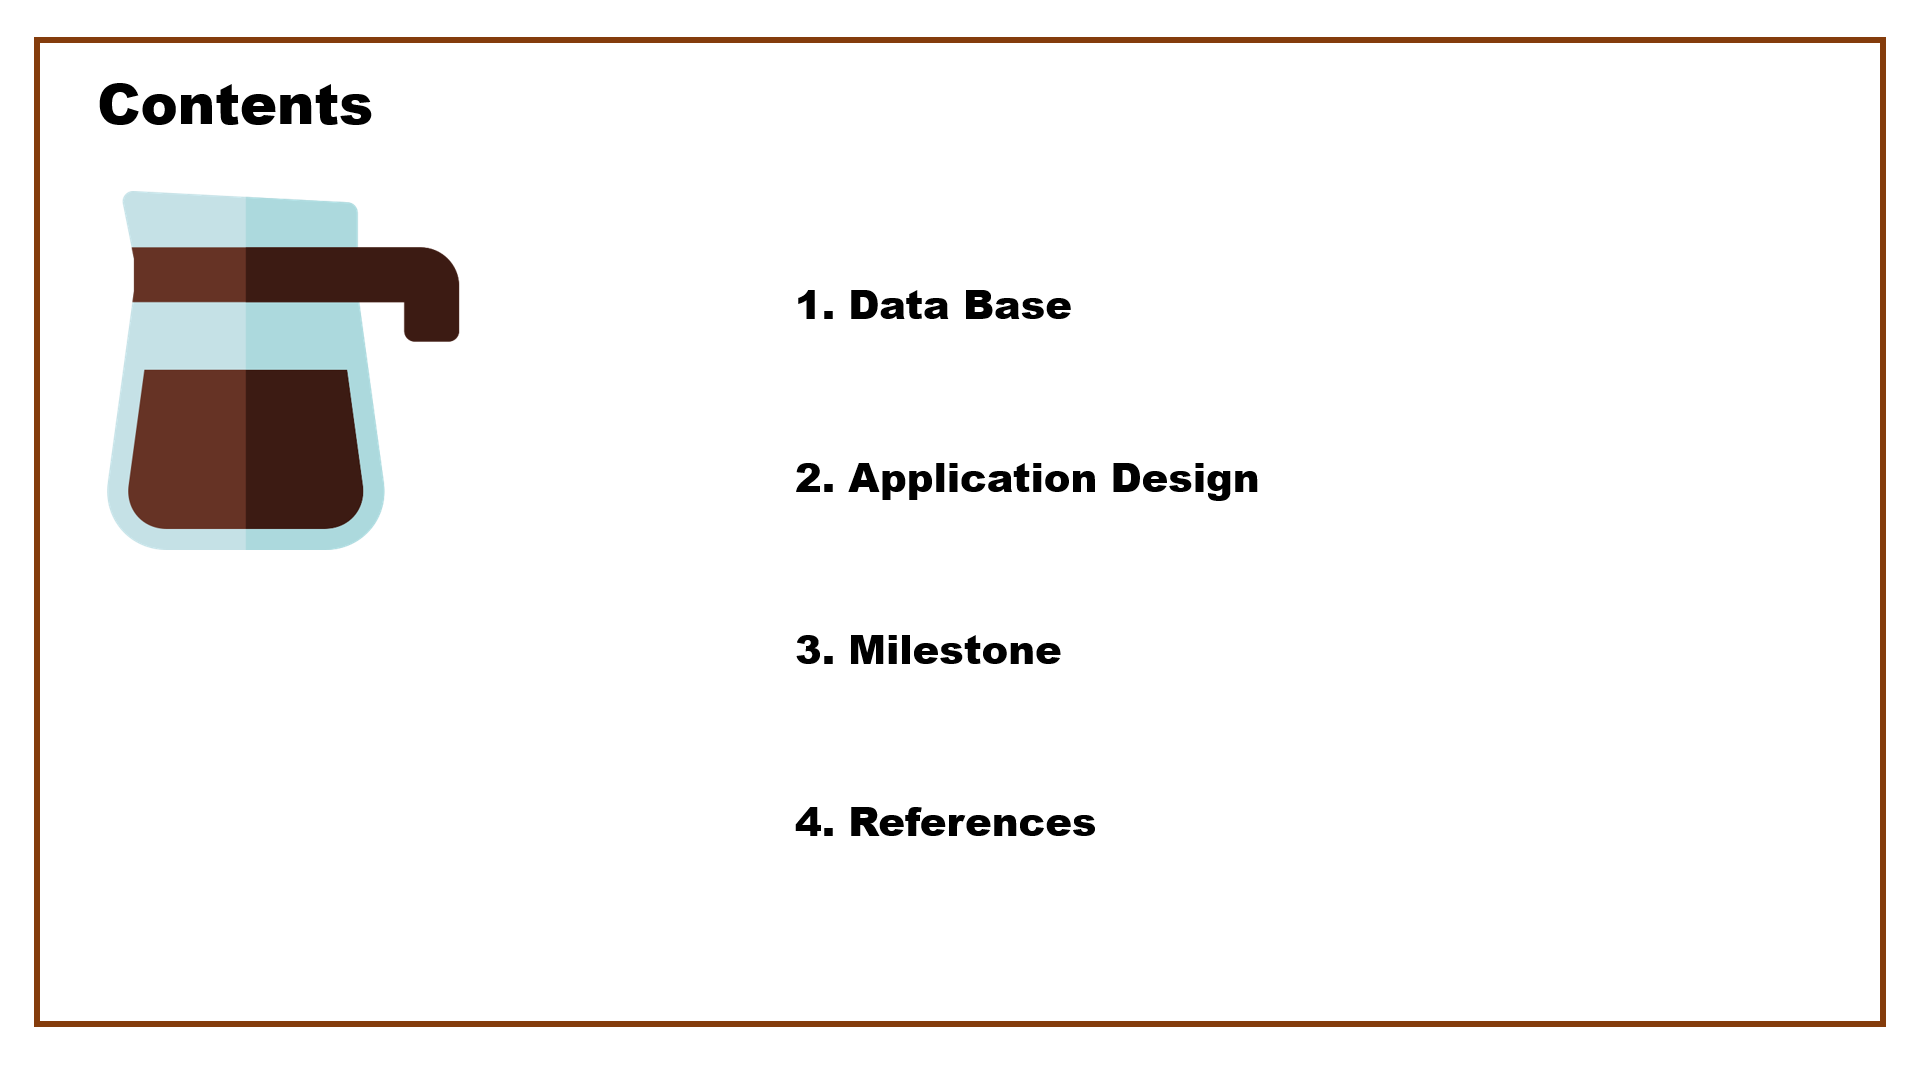 Contents
1. Data Base
2. Application Design
3. Milestone
4. References